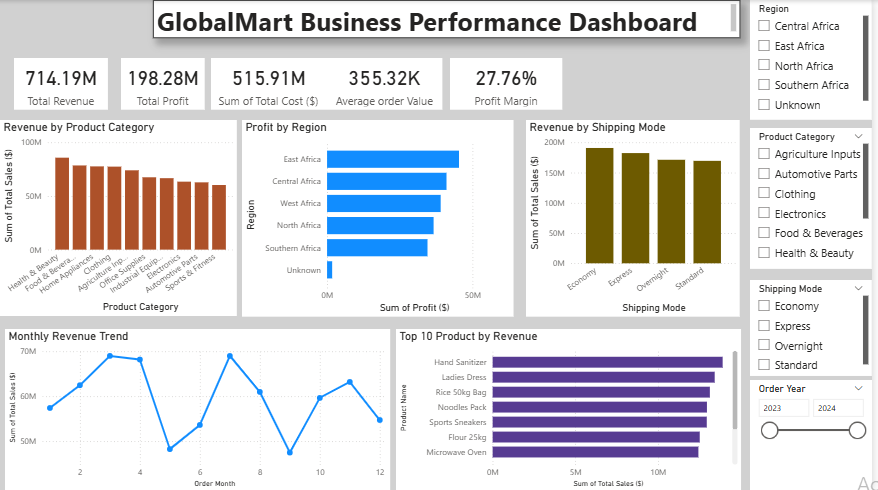 GlobalMart Business Performance Dashboard
714.19M
Total Revenue
198.28M
Total Profit
515.91M
Sum of Total Cost ($)
355.32K
Average order Value
27.76%
Profit Margin
Revenue by Product Category
Sum of Total Sales ($)
100M
50M
0M
Health & Beauty
Food & Bevera...
Home Appliances
Clothing
Agriculture Inp...
Office Supplies
Industrial Equip...
Electronics
Automotive Parts
Sports & Fitness
Product Category
Profit by Region
Region
East Africa
Central Africa
West Africa
North Africa
Southern Africa
Unknown
0M
50M
Sum of Profit ($)
Revenue by Shipping Mode
Sum of Total Sales ($)
200M
150M
100M
50M
0M
Economy
Express
Overnight
Standard
Shipping Mode
Monthly Revenue Trend
Sum of Total Sales ($)
70M
60M
50M
2
4
6
8
10
12
Order Month
Top 10 Product by Revenue
Product Name
Hand Sanitizer
Ladies Dress
Rice 50kg Bag
Noodles Pack
Sports Sneakers
Flour 25kg
Microwave Oven
0M
5M
10M
Sum of Total Sales ($)
Region
Central Africa
East Africa
North Africa
Southern Africa
Unknown
Product Category
Agriculture Inputs
Automotive Parts
Clothing
Electronics
Food & Beverages
Health & Beauty
Shipping Mode
Economy
Express
Overnight
Standard
Order Year
2023
2024